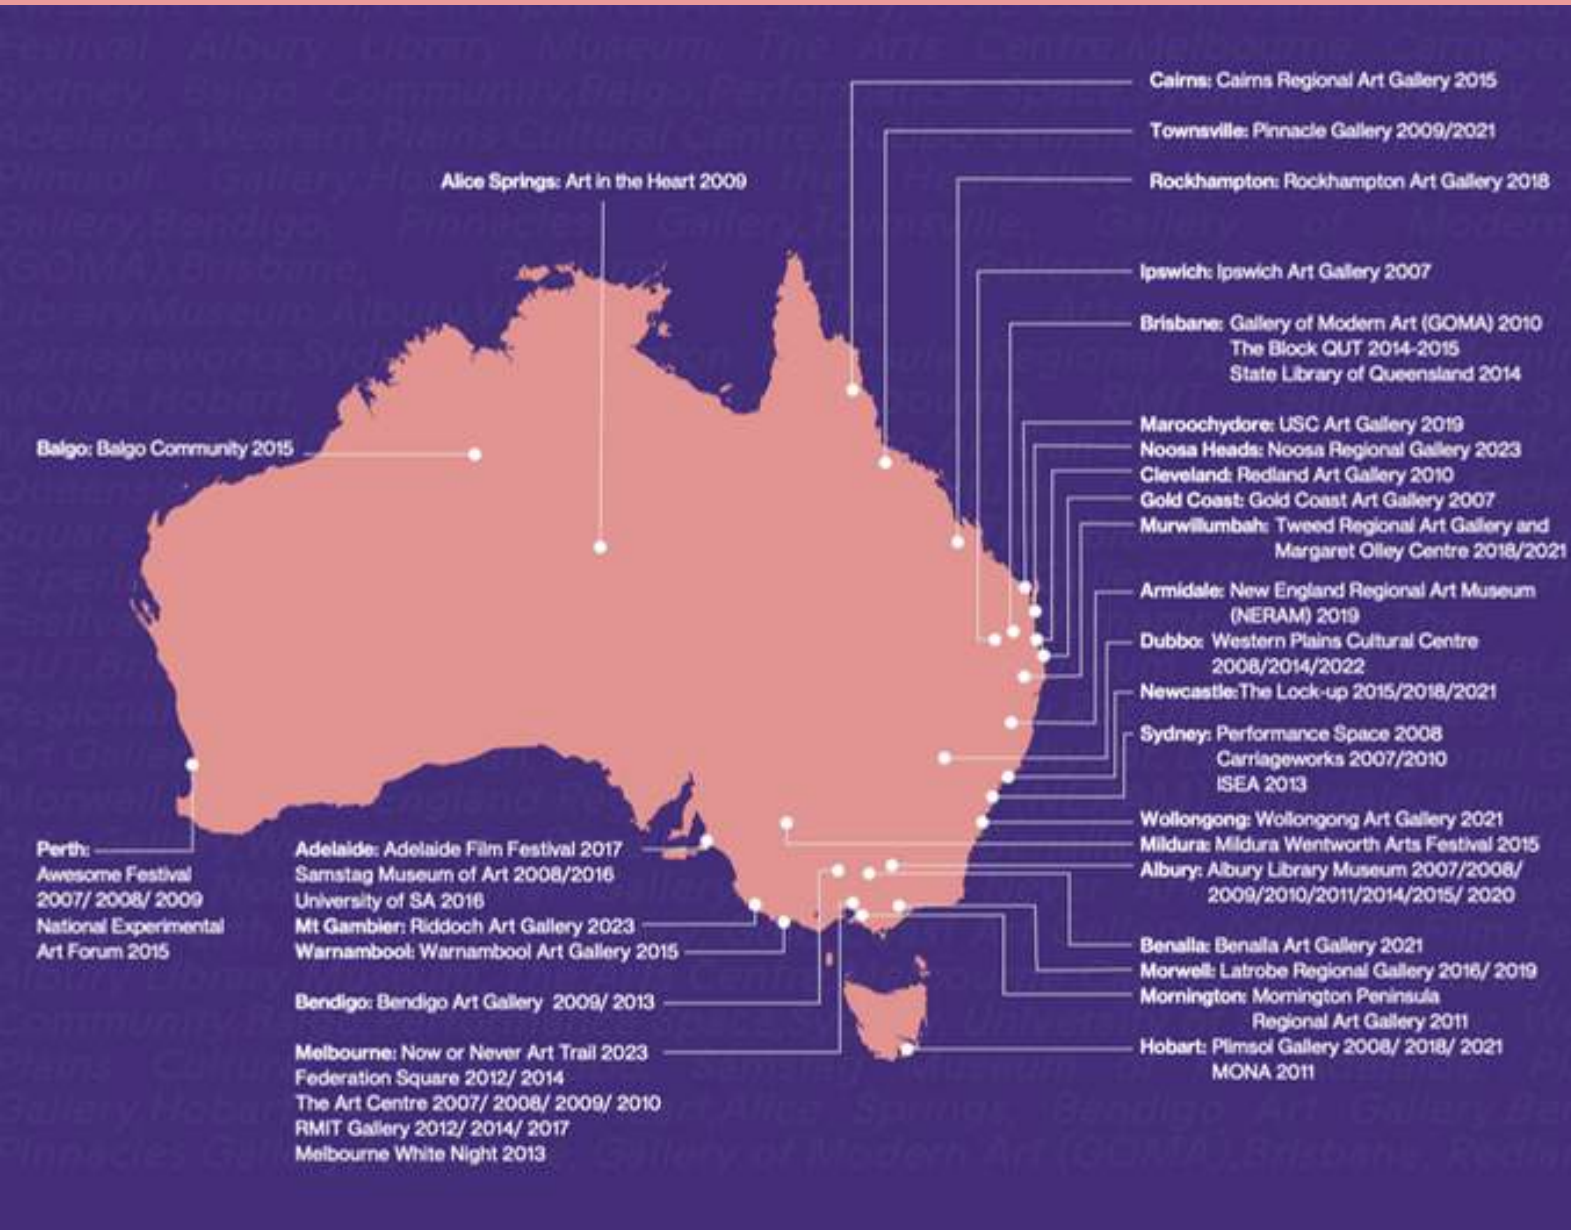 Cairns: Cairns Regional Art Gallery 2015
Townsville: Pinnacle Gallery 2009/2021
Alice Springs: Art in the Heart 2009
Rockhampton: Rockhampton Art Gallery 2018
Ipswich: Ipswich Art Gallery 2007
Brisbane: Gallery of Modern Art (GOMA) 2010
The Block QUT 2014-2015
State Library of Queensland 2014
Maroochydore: USC Art Gallery 2019
Noosa Heads: Noosa Regional Gallery 2023
Cleveland: Redland Art Gallery 2010
Gold Coast: Gold Coast Art Gallery 2007
Murwillumbah: Tweed Regional Art Gallery and
Margaret Olley Centre 2018/2021
Balgo: Balgo Community 2015
Armidale: New England Regional Art Museum
(NERAM) 2019
Dubbo: Western Plains Cultural Centre
2008/2014/2022
Newcastle:The Lock-up 2015/2018/2021
Sydney: Performance Space 2008
Carriageworks 2007/2010
ISEA 2013
Wollongong: Wollongong Art Gallery 2021
Mildura: Mildura Wentworth Arts Festival 2015
Albury: Albury Library Museum 2007/2008/
2009/2010/2011/2014/2015/ 2020
Benalla: Benalla Art Gallery 2021
Morwell: Latrobe Regional Gallery 2016/ 2019
Mornington: Mornington Peninsula
Regional Art Gallery 2011
Hobart: Plimsol Gallery 2008/ 2018/ 2021
MONA 2011
Perth:
Awesome Festival
2007/ 2008/ 2009
National Experimental
Art Forum 2015
Adelaide: Adelaide Film Festival 2017
Samstag Museum of Art 2008/2016
University of SA 2016
Mt Gambier: Riddoch Art Gallery 2023
Warnambool: Warnambool Art Gallery 2015
Bendigo: Bendigo Art Gallery 2009/ 2013
Melbourne: Now or Never Art Trail 2023
Federation Square 2012/ 2014
The Art Centre 2007/ 2008/ 2009/ 2010
RMIT Gallery 2012/ 2014/ 2017
Melbourne White Night 2013